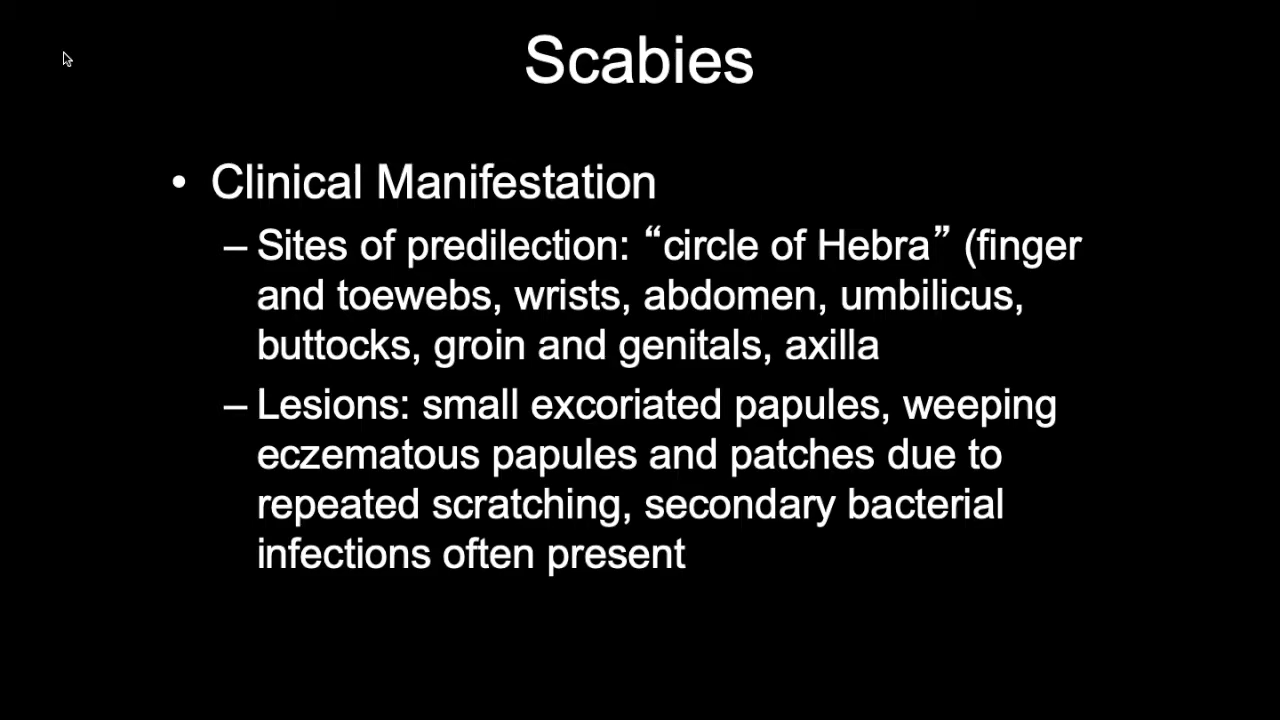 Scabies
• Clinical Manifestation
– Sites of predilection: “circle of Hebra” (finger
and toewebs, wrists, abdomen, umbilicus,
buttocks, groin and genitals, axilla
– Lesions: small excoriated papules, weeping
eczematous papules and patches due to
repeated scratching, secondary bacterial
infections often present